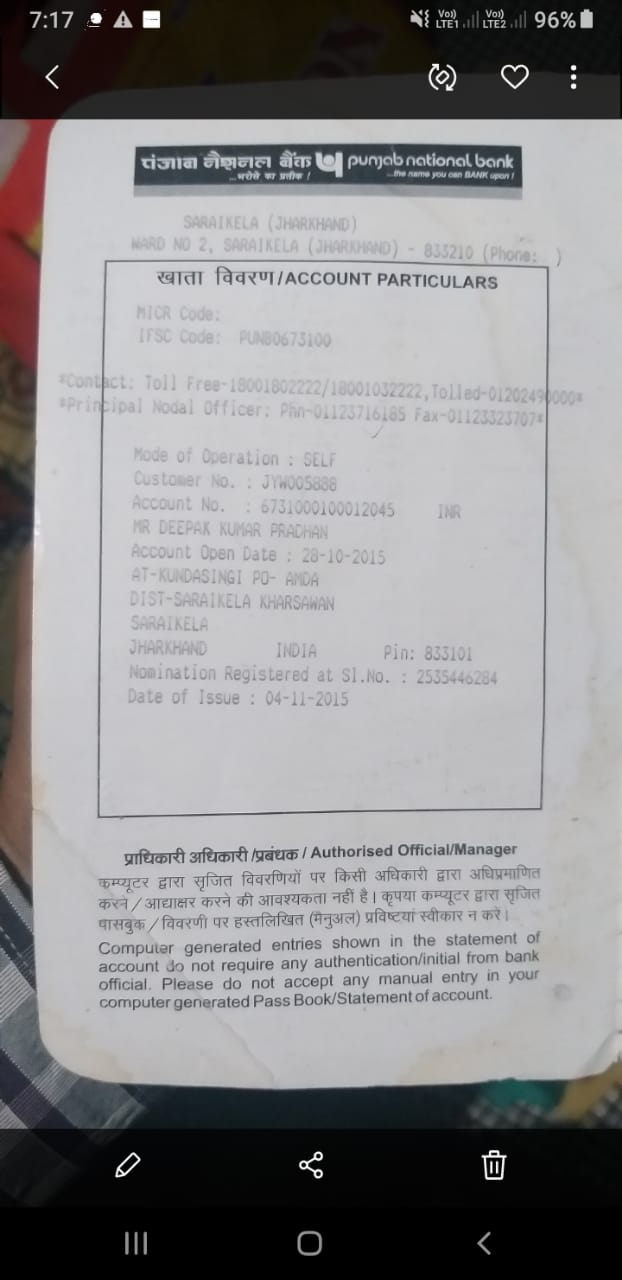 7:17
Vo)) LTE1 Vo)) LTE2 96%
पंजाब नैशनल बैंक punjab national bank
...भरोसे का प्रतीक ! ...the name you can BANK upon !
SARAIKELA (JHARKHAND)
WARD NO 2, SARAIKELA (JHARKHAND) - 833210 (Phone: )
खाता विवरण/ACCOUNT PARTICULARS
MICR Code:
IFSC Code: PUNB0673100
*Contact: Toll Free-18001802222/18001032222,Tolled-01202490000*
*Principal Nodal Officer: Phn-01123716185 Fax-01123323707*
Mode of Operation : SELF
Customer No. : JYW005888
Account No. : 6731000100012045 INR
MR DEEPAK KUMAR PRADHAN
Account Open Date : 28-10-2015
AT-KUNDASINGI PO- AMDA
DIST-SARAIKELA KHARSAWAN
SARAIKELA
JHARKHAND INDIA Pin: 833101
Nomination Registered at Sl.No. : 2535446284
Date of Issue : 04-11-2015
प्राधिकारी अधिकारी/प्रबंधक / Authorised Official/Manager
कम्प्यूटर द्वारा सृजित विवरणियों पर किसी अधिकारी द्वारा अधिप्रमाणित
करने / आद्याक्षर करने की आवश्यकता नहीं है। कृपया कम्प्यूटर द्वारा सृजित
पासबुक / विवरणी पर हस्तलिखित (मैनुअल) प्रविष्टियां स्वीकार न करें।
Computer generated entries shown in the statement of
account do not require any authentication/initial from bank
official. Please do not accept any manual entry in your
computer generated Pass Book/Statement of account.